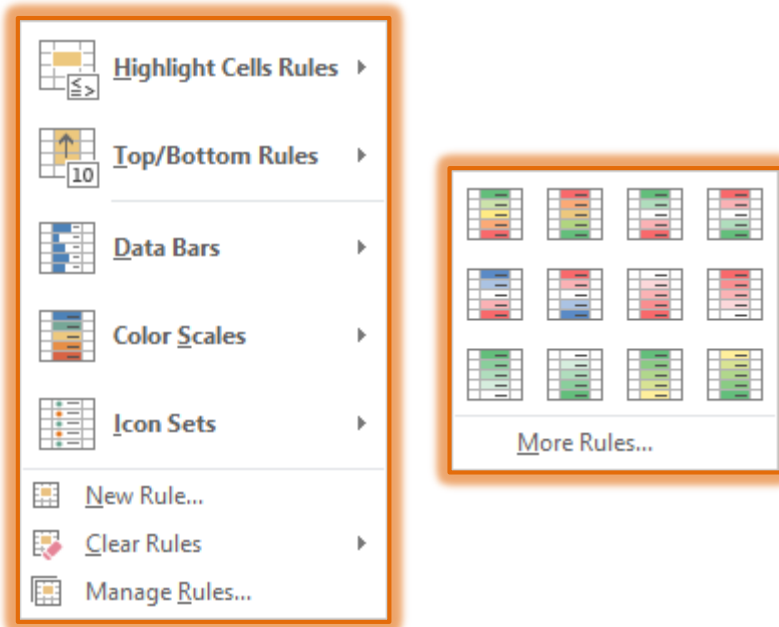 Highlight Cells Rules
Top/Bottom Rules
10
Data Bars
Color Scales
Icon Sets
New Rule...
Clear Rules
Manage Rules...
More Rules...